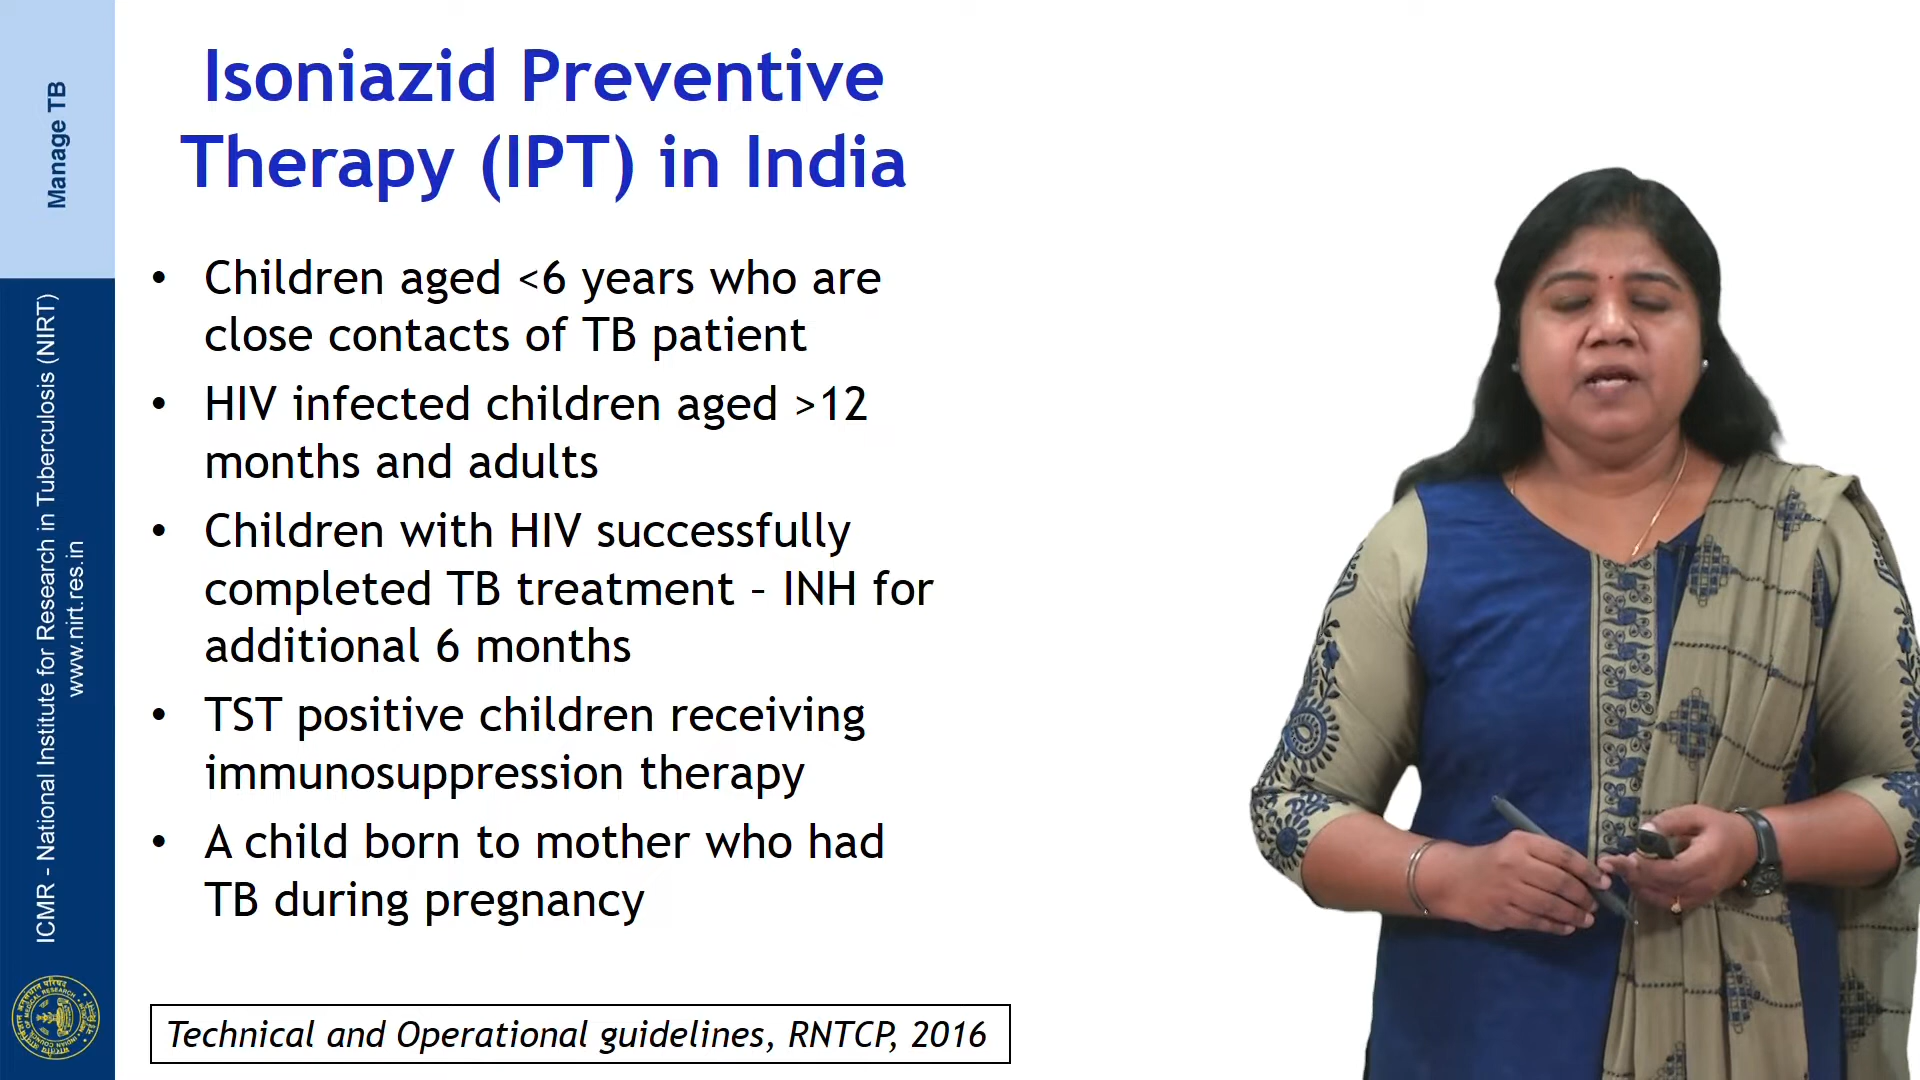 Manage TB
ICMR - National Institute for Research in Tuberculosis (NIRT)
www.nirt.res.in
Isoniazid Preventive
Therapy (IPT) in India
• Children aged <6 years who are
close contacts of TB patient
• HIV infected children aged >12
months and adults
• Children with HIV successfully
completed TB treatment – INH for
additional 6 months
• TST positive children receiving
immunosuppression therapy
• A child born to mother who had
TB during pregnancy
Technical and Operational guidelines, RNTCP, 2016